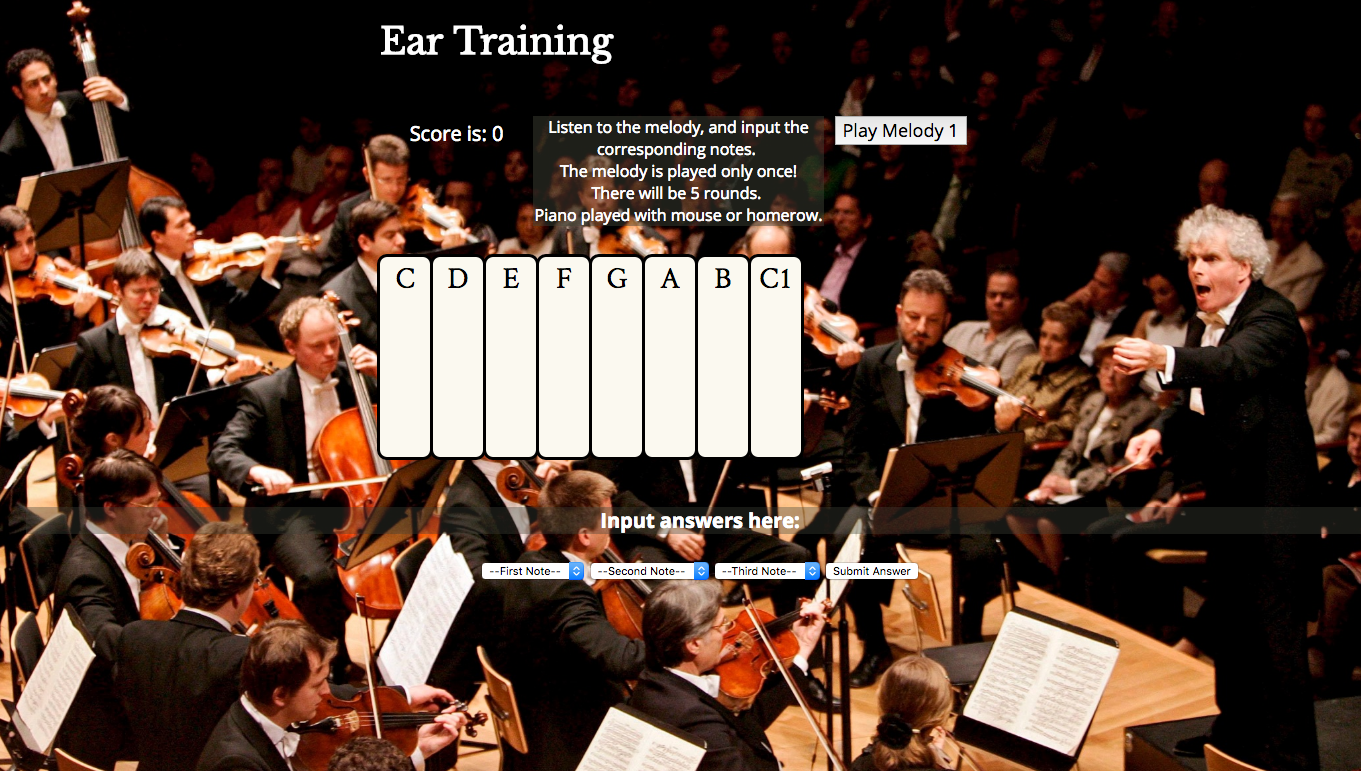 Ear Training
Score is: 0
Listen to the melody, and input the
corresponding notes.
The melody is played only once!
There will be 5 rounds.
Piano played with mouse or homerow.
Play Melody 1
C D E F G A B C1
Input answers here:
--First Note-- --Second Note-- --Third Note-- Submit Answer